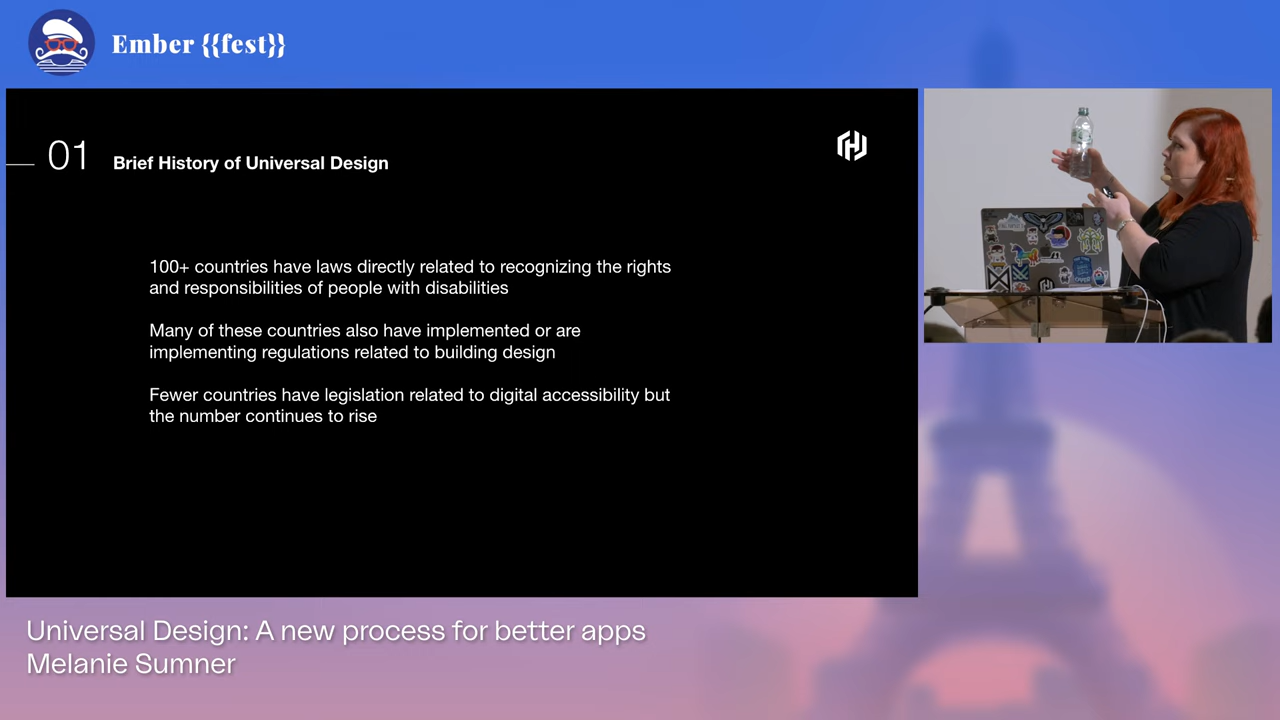 Ember {{fest}}
01
Brief History of Universal Design
100+ countries have laws directly related to recognizing the rights
and responsibilities of people with disabilities
Many of these countries also have implemented or are
implementing regulations related to building design
Fewer countries have legislation related to digital accessibility but
the number continues to rise
Universal Design: A new process for better apps
Melanie Sumner